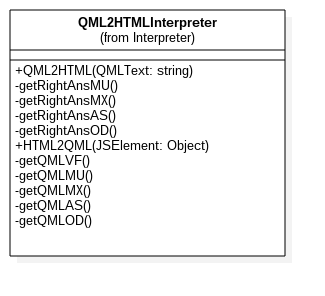 QML2HTMLInterpreter
(from Interpreter)
+QML2HTML(QMLText: string)
-getRightAnsMU()
-getRightAnsMX()
-getRightAnsAS()
-getRightAnsOD()
+HTML2QML(JSElement: Object)
-getQMLVF()
-getQMLMU()
-getQMLMX()
-getQMLAS()
-getQMLOD()